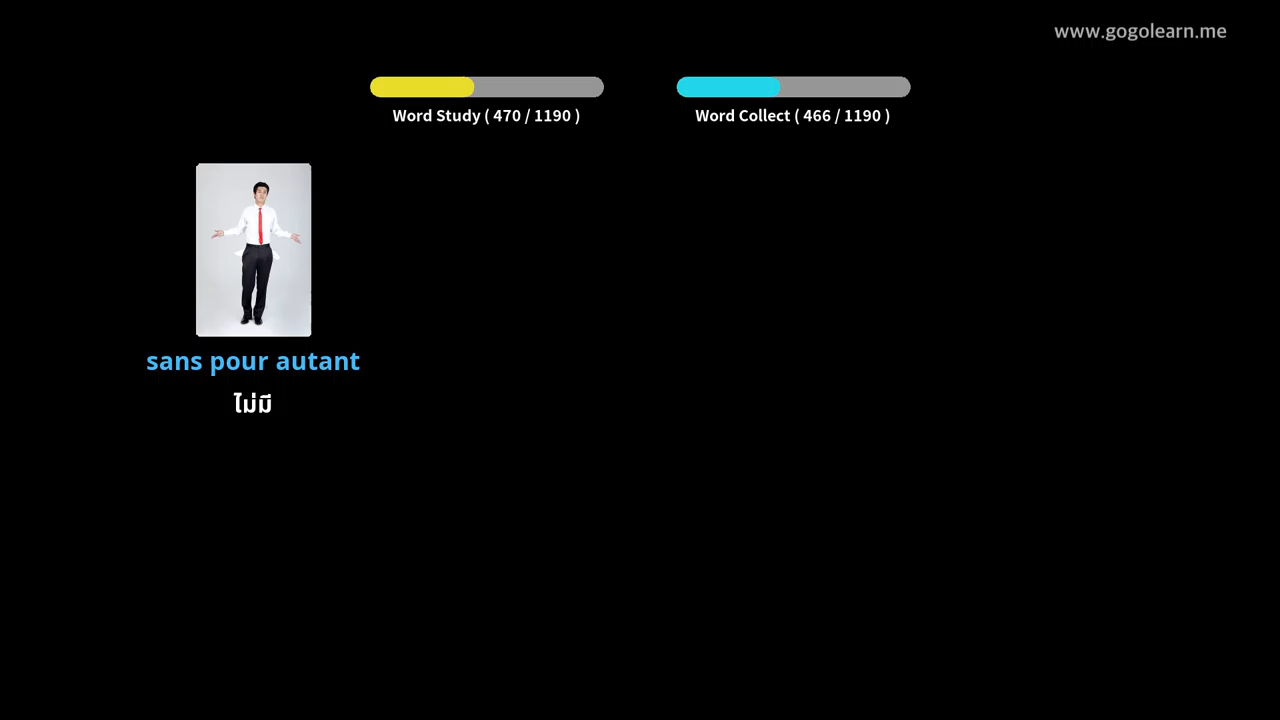 www.gogolearn.me
Word Study ( 470 / 1190 )
Word Collect ( 466 / 1190 )
sans pour autant
ไม่มี